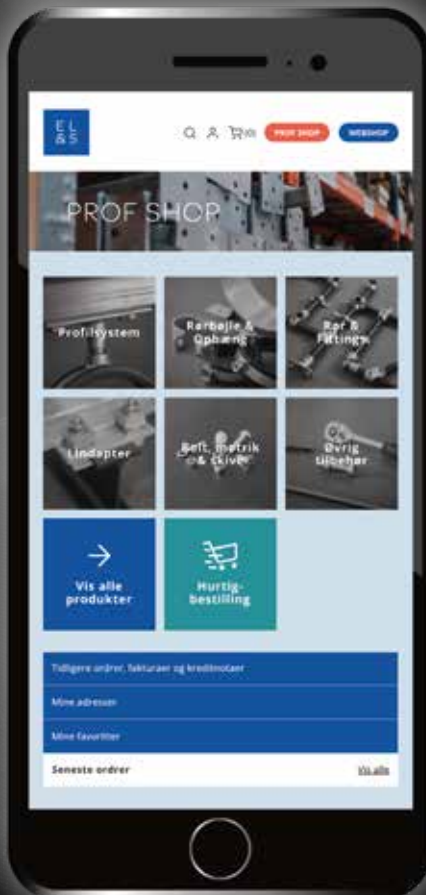 EL
&S
(0)
PROF SHOP
WEBSHOP
PROF SHOP
Profilsystem
Rørbøjle &
Ophæng
Rør &
Fittings
Lindapter
Bolt, møtrik
& skiver
Øvrig
tilbehør
Vis alle
produkter
Hurtig-
bestilling
Tidligere ordrer, fakturaer og kreditnotaer
Mine adresser
Mine favoritter
Seneste ordrer
Vis alle